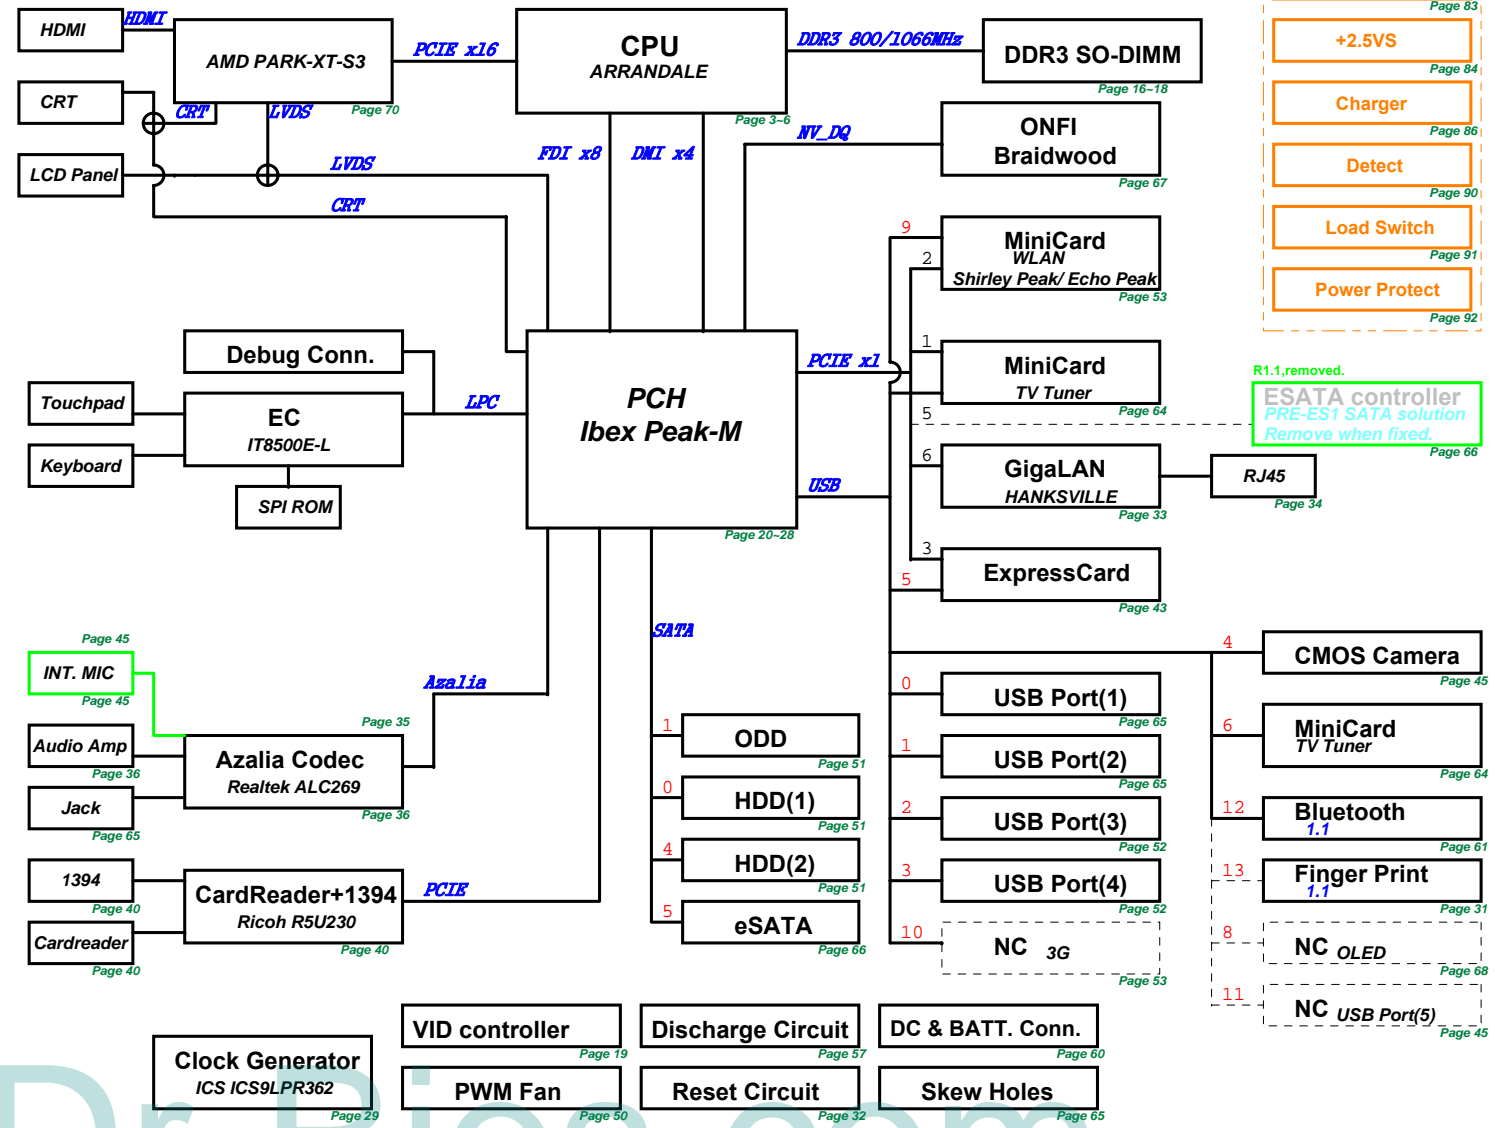 Page 83
HDMI
HDMI
AMD PARK-XT-S3
PCIE x16
CPU
ARRANDALE
DDR3 800/1066MHz
DDR3 SO-DIMM
+2.5VS
Page 84
Page 16~18
CRT
CRT
LVDS
Page 70
Page 3~6
Charger
Page 86
NV_DQ
ONFI
Braidwood
Page 67
LCD Panel
LVDS
FDI x8
DMI x4
Detect
Page 90
CRT
9
2
MiniCard
WLAN
Shirley Peak/ Echo Peak
Page 53
Load Switch
Page 91
Power Protect
Page 92
Debug Conn.
PCH
Ibex Peak-M
Page 20~28
PCIE x1
1
MiniCard
TV Tuner
Page 64
R1.1,removed.
ESATA controller
PRE-ES1 SATA solution
Remove when fixed.
Page 66
Touchpad
EC
IT8500E-L
LPC
5
Keyboard
SPI ROM
USB
6
GigaLAN
HANKSVILLE
Page 33
RJ45
Page 34
3
5
ExpressCard
Page 43
SATA
Page 45
INT. MIC
Page 45
Azalia
Page 35
4
CMOS Camera
Page 45
0
USB Port(1)
Page 65
Audio Amp
Page 36
Azalia Codec
Realtek ALC269
Page 36
1
ODD
Page 51
1
USB Port(2)
Page 65
6
MiniCard
TV Tuner
Page 64
Jack
Page 65
0
HDD(1)
Page 51
2
USB Port(3)
Page 52
12
Bluetooth
1.1
Page 61
1394
Page 40
CardReader+1394
Ricoh R5U230
Page 40
PCIE
4
HDD(2)
Page 51
3
USB Port(4)
Page 52
13
Finger Print
1.1
Page 31
Cardreader
Page 40
5
eSATA
Page 66
10
NC 3G
Page 53
8
NC OLED
Page 68
11
NC USB Port(5)
Page 45
Clock Generator
ICS ICS9LPR362
Page 29
VID controller
Page 19
Discharge Circuit
Page 57
DC & BATT. Conn.
Page 60
PWM Fan
Page 50
Reset Circuit
Page 32
Skew Holes
Page 65